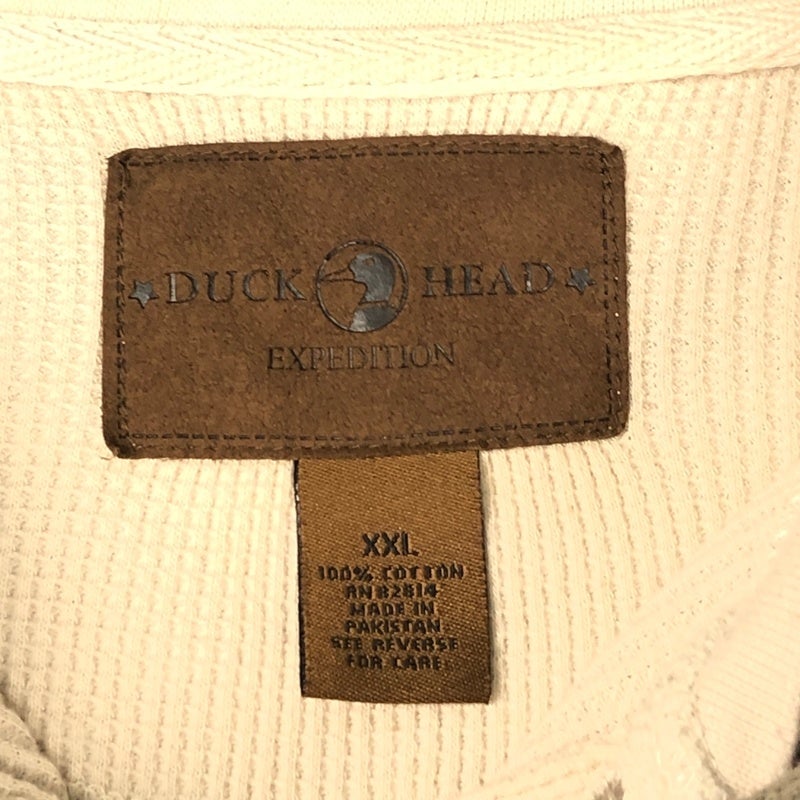 DUCK HEAD
EXPEDITION
XXL
100% COTTON
RN 82814
MADE IN
PAKISTAN
SEE REVERSE
FOR CARE